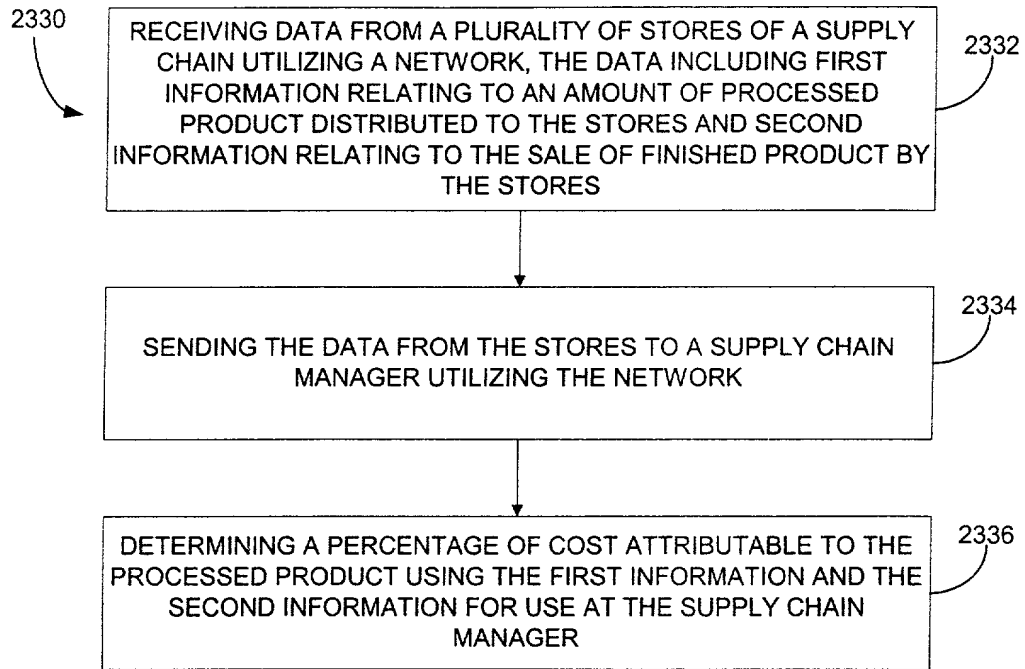 2330
RECEIVING DATA FROM A PLURALITY OF STORES OF A SUPPLY
CHAIN UTILIZING A NETWORK, THE DATA INCLUDING FIRST
INFORMATION RELATING TO AN AMOUNT OF PROCESSED
PRODUCT DISTRIBUTED TO THE STORES AND SECOND
INFORMATION RELATING TO THE SALE OF FINISHED PRODUCT BY
THE STORES
2332
SENDING THE DATA FROM THE STORES TO A SUPPLY CHAIN
MANAGER UTILIZING THE NETWORK
2334
DETERMINING A PERCENTAGE OF COST ATTRIBUTABLE TO THE
PROCESSED PRODUCT USING THE FIRST INFORMATION AND THE
SECOND INFORMATION FOR USE AT THE SUPPLY CHAIN
MANAGER
2336